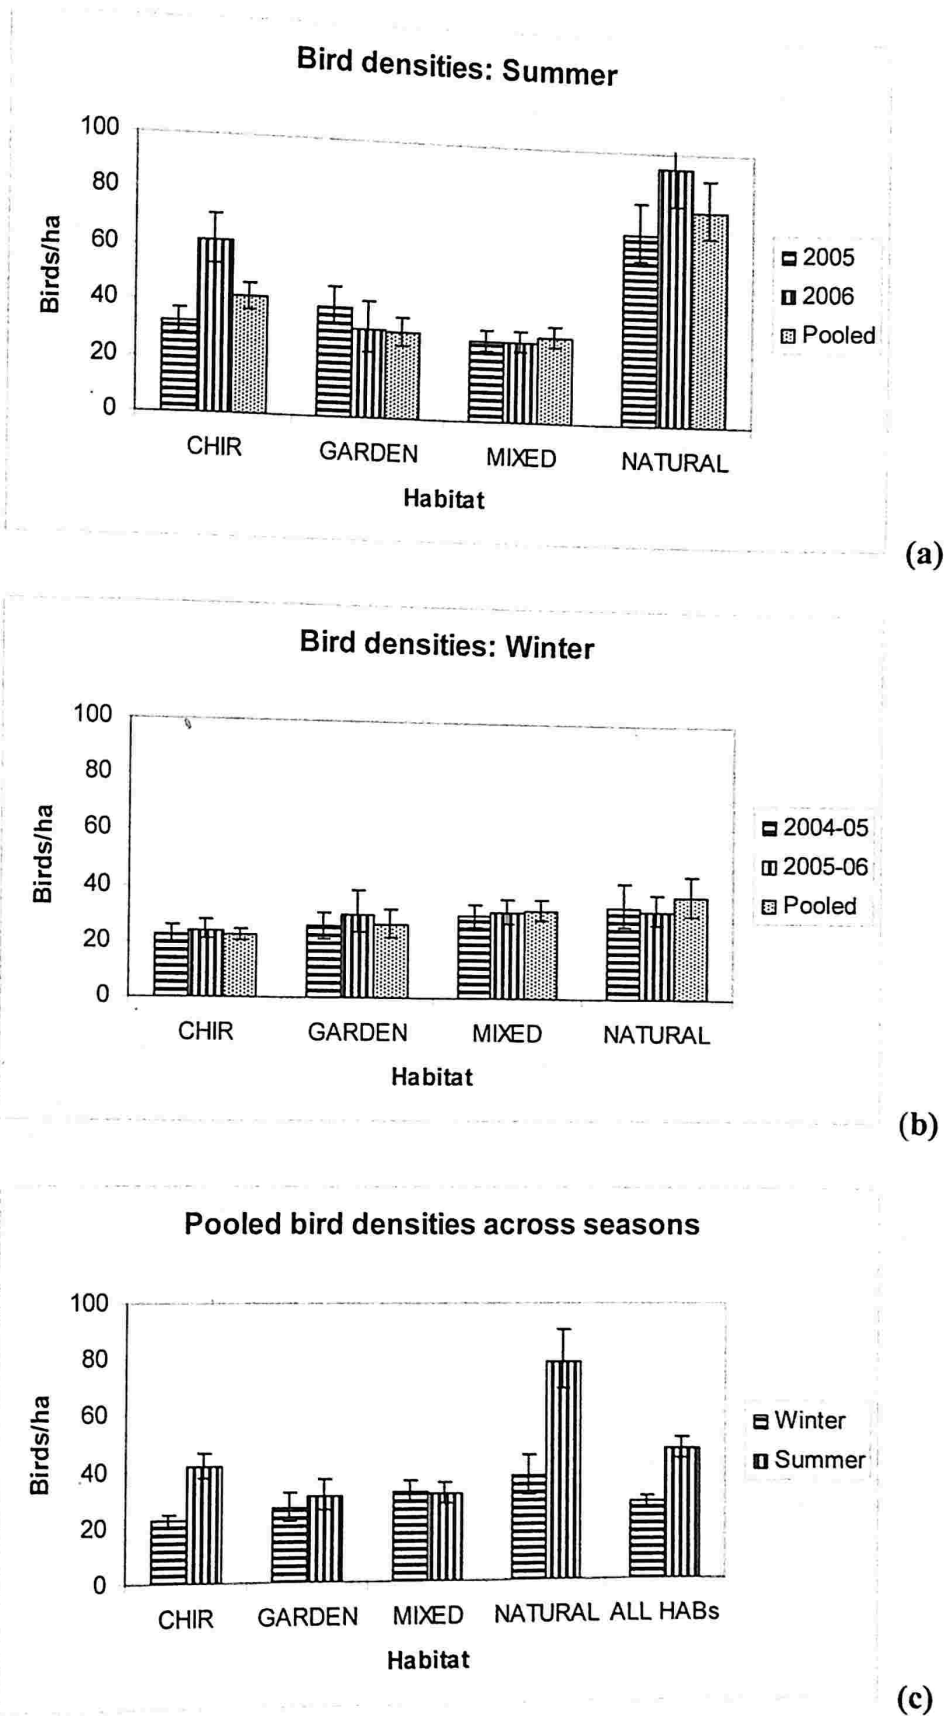 Bird densities: Summer
100
80
60
40
20
0
Birds/ha
CHIR GARDEN MIXED NATURAL
Habitat
2005
2006
Pooled
(a)
Bird densities: Winter
100
80
60
40
20
0
Birds/ha
CHIR GARDEN MIXED NATURAL
Habitat
2004-05
2005-06
Pooled
(b)
Pooled bird densities across seasons
100
80
60
40
20
0
Birds/ha
CHIR GARDEN MIXED NATURAL ALL HABs
Habitat
Winter
Summer
(c)